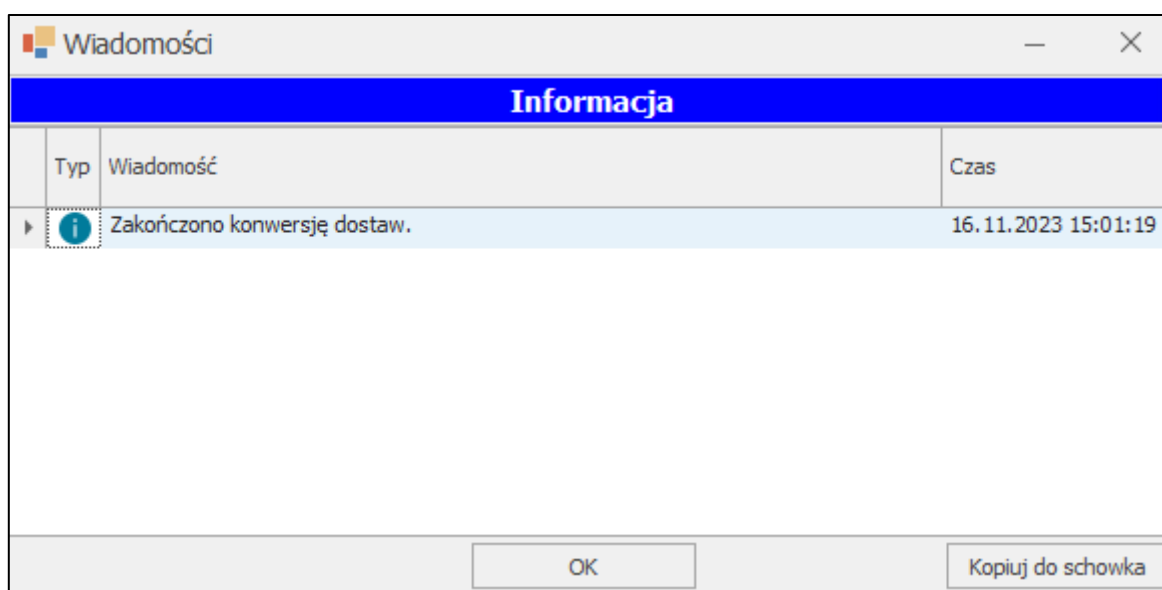 Wiadomości
Informacja
Typ Wiadomość Czas
Zakończono konwersję dostaw. 16.11.2023 15:01:19
OK Kopiuj do schowka